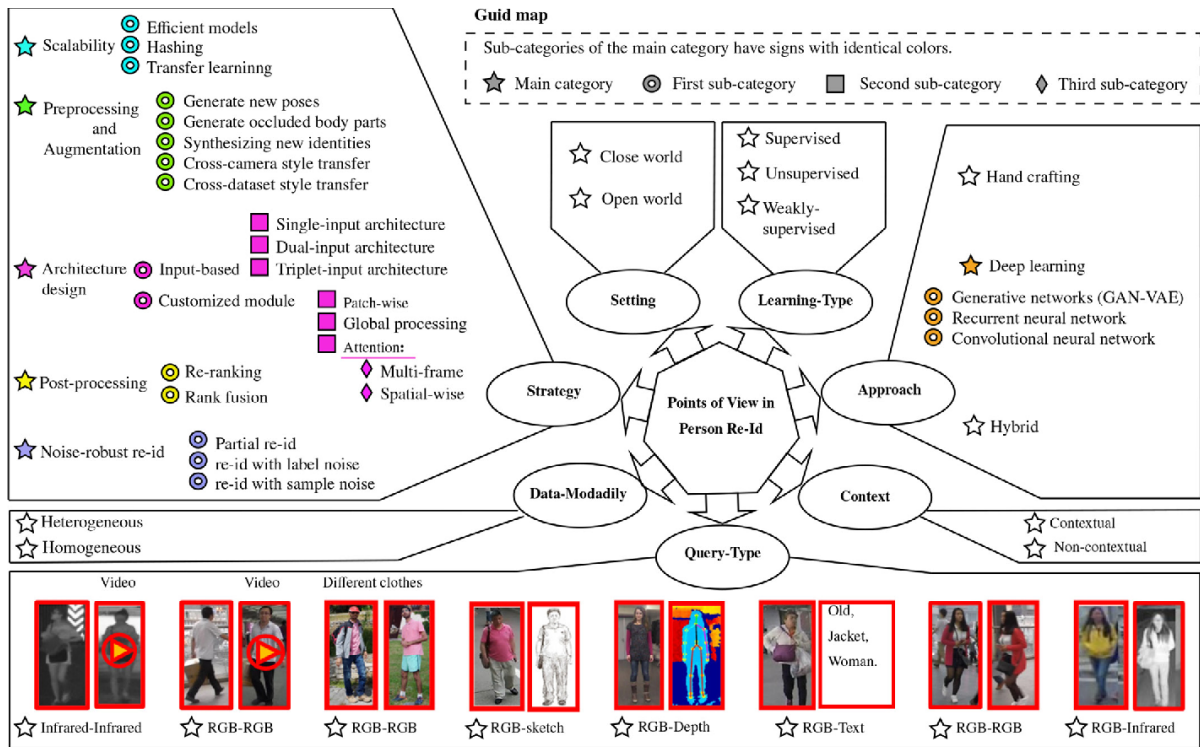 Guid map
Sub-categories of the main category have signs with identical colors.
Main category
First sub-category
Second sub-category
Third sub-category
Scalability
Efficient models
Hashing
Transfer learninng
Preprocessing
and
Augmentation
Generate new poses
Generate occluded body parts
Synthesizing new identities
Cross-camera style transfer
Cross-dataset style transfer
Architecture
design
Input-based
Single-input architecture
Dual-input architecture
Triplet-input architecture
Customized module
Patch-wise
Global processing
Attention:
Multi-frame
Spatial-wise
Post-processing
Re-ranking
Rank fusion
Noise-robust re-id
Partial re-id
re-id with label noise
re-id with sample noise
Strategy
Close world
Open world
Setting
Supervised
Unsupervised
Weakly-
supervised
Learning-Type
Hand crafting
Deep learning
Generative networks (GAN-VAE)
Recurrent neural network
Convolutional neural network
Hybrid
Approach
Points of View in
Person Re-Id
Data-Modadily
Heterogeneous
Homogeneous
Context
Contextual
Non-contextual
Query-Type
Video
Video
Different clothes
Old,
Jacket,
Woman.
Infrared-Infrared
RGB-RGB
RGB-RGB
RGB-sketch
RGB-Depth
RGB-Text
RGB-RGB
RGB-Infrared